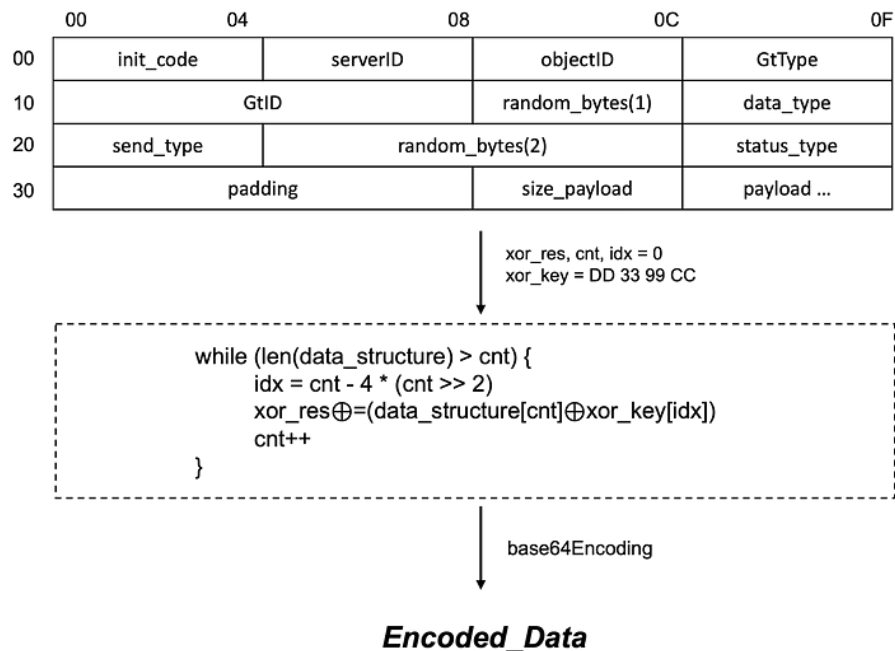 00 04 08 0C 0F
00 init_code serverID objectID GtType
10 GtID random_bytes(1) data_type
20 send_type random_bytes(2) status_type
30 padding size_payload payload ...
xor_res, cnt, idx = 0
xor_key = DD 33 99 CC
while (len(data_structure) > cnt) {
idx = cnt - 4 * (cnt >> 2)
xor_res⊕=(data_structure[cnt]⊕xor_key[idx])
cnt++
}
base64Encoding
Encoded_Data